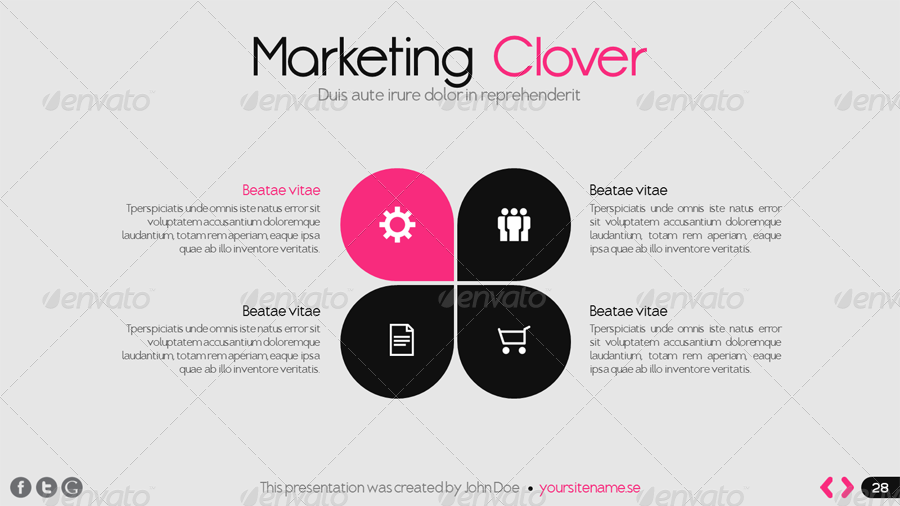 Marketing Clover
Duis aute irure dolor in reprehenderit
Beatae vitae
Tperspiciatis unde omnis iste natus error sit
voluptatem accusantium doloremque
laudantium, totam rem aperiam, eaque ipsa
quae ab illo inventore veritatis.
Beatae vitae
Tperspiciatis unde omnis iste natus error
sit voluptatem accusantium doloremque
laudantium, totam rem aperiam, eaque
ipsa quae ab illo inventore veritatis.
Beatae vitae
Tperspiciatis unde omnis iste natus error sit
voluptatem accusantium doloremque
laudantium, totam rem aperiam, eaque ipsa
quae ab illo inventore veritatis.
Beatae vitae
Tperspiciatis unde omnis iste natus error
sit voluptatem accusantium doloremque
laudantium, totam rem aperiam, eaque
ipsa quae ab illo inventore veritatis.
This presentation was created by John Doe • yoursitename.se
28
envato